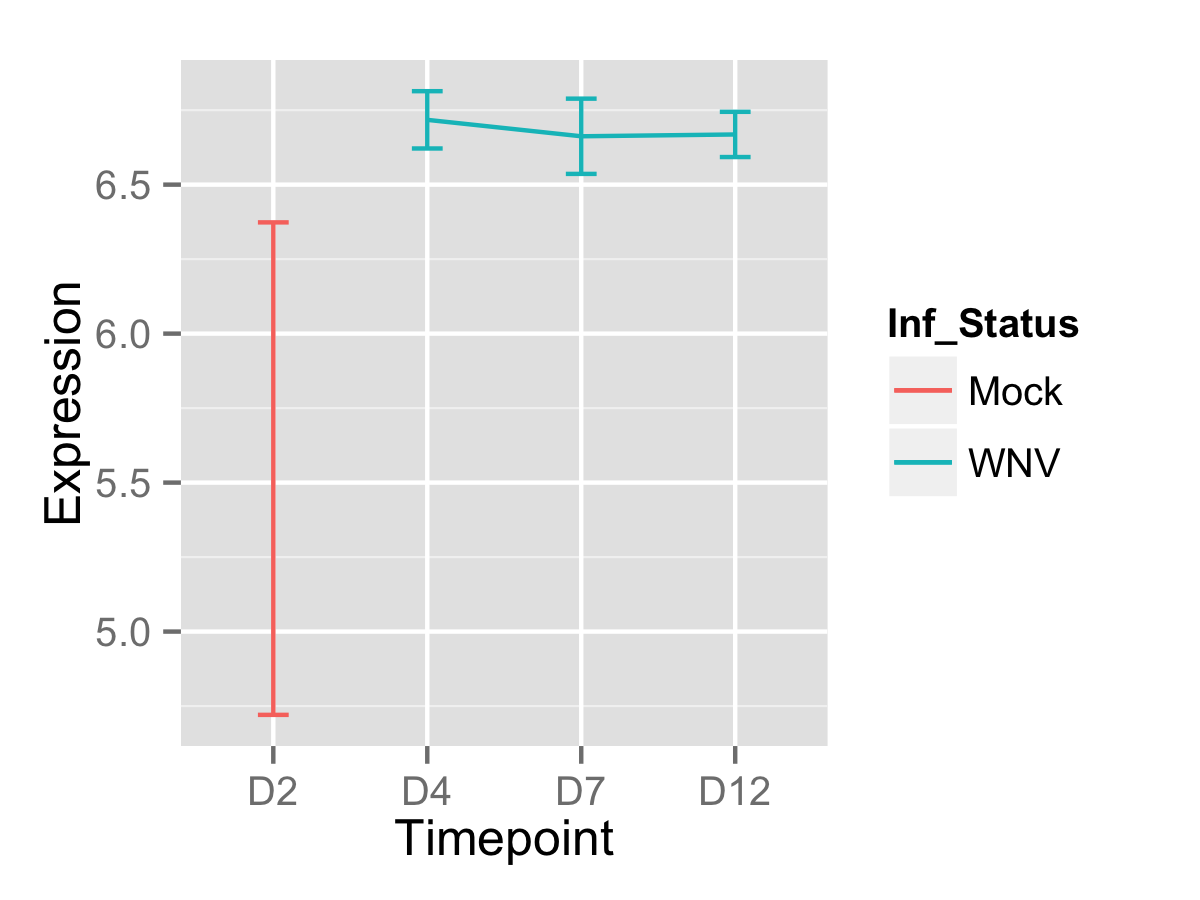 Expression
6.5
6.0
5.5
5.0
D2 D4 D7 D12
Timepoint
Inf_Status
Mock
WNV